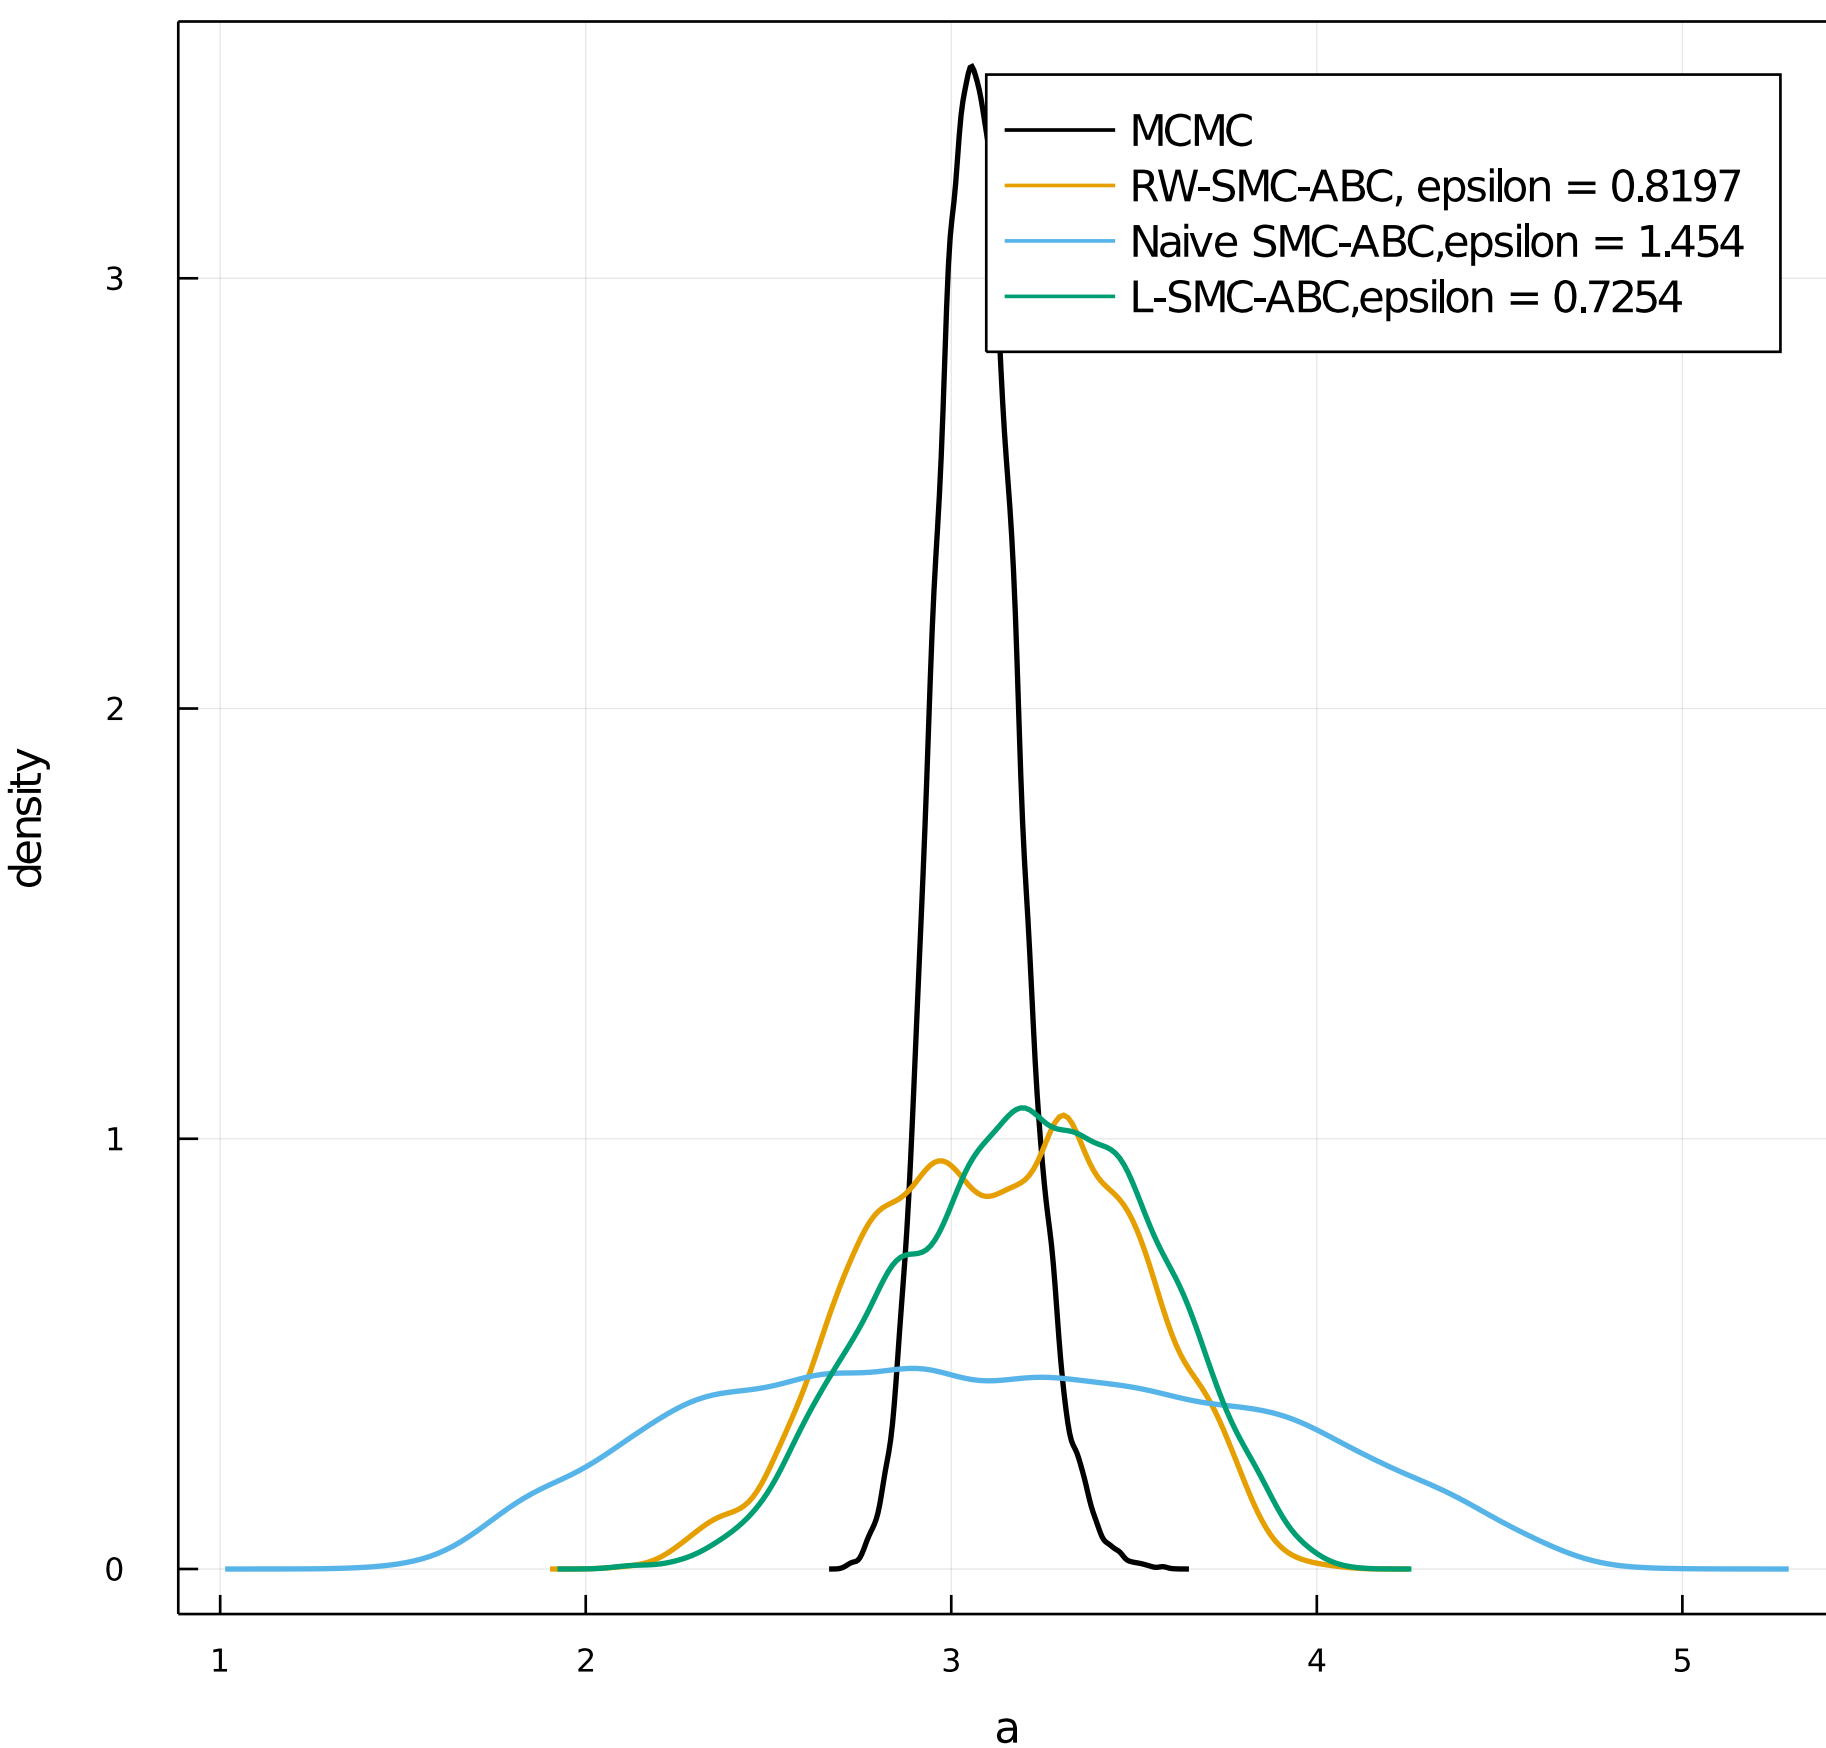 MCMC
RW-SMC-ABC, epsilon = 0.8197
Naive SMC-ABC,epsilon = 1.454
L-SMC-ABC,epsilon = 0.7254
3
2
1
0
density
1 2 3 4 5
a